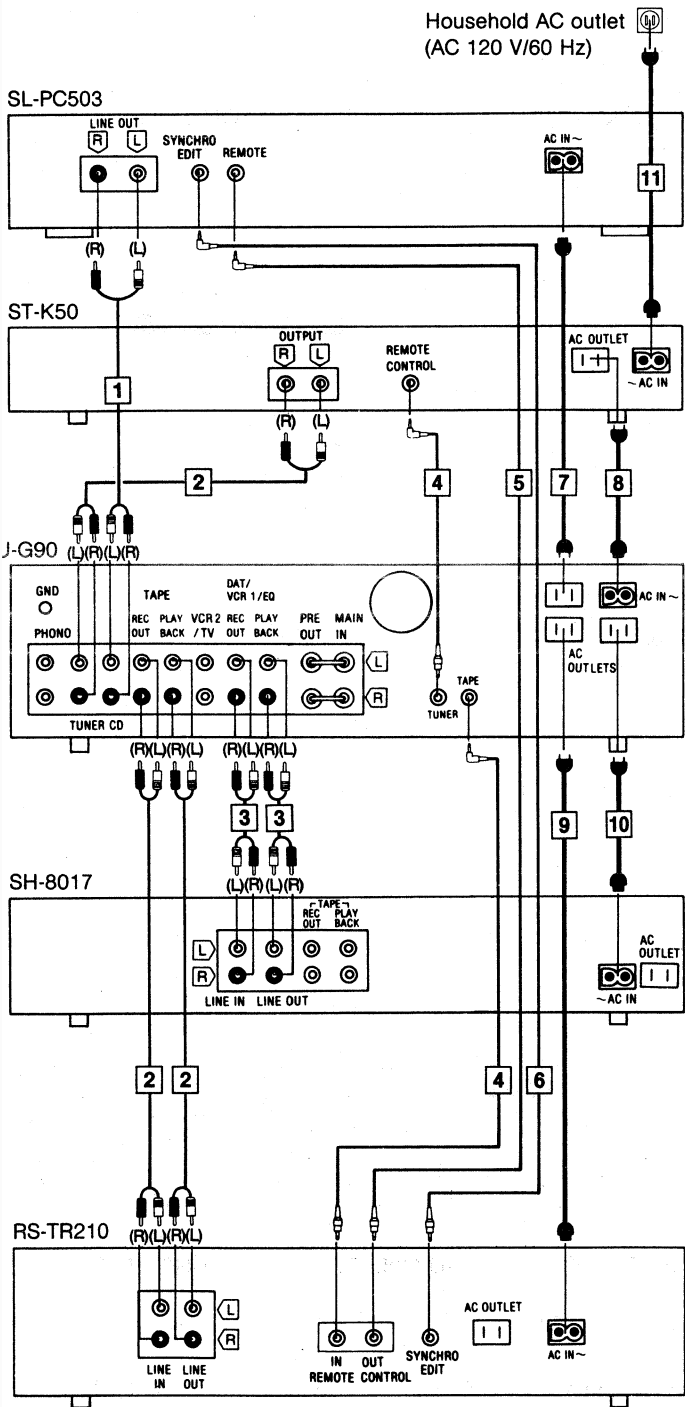 Household AC outlet
(AC 120 V/60 Hz)
SL-PC503
LINE OUT
R L
SYNCHRO
EDIT
REMOTE
AC IN ~
11
(R) (L)
ST-K50
OUTPUT
R L
REMOTE
CONTROL
AC OUTLET
~ AC IN
1
(R) (L)
2
4
5
7
8
J-G90
(L)(R)(L)(R)
GND
TAPE
DAT/
VCR 1/EQ
PHONO
REC
OUT
PLAY
BACK
VCR 2
/TV
REC
OUT
PLAY
BACK
PRE
OUT
MAIN
IN
L
R
TUNER CD
TUNER
TAPE
AC IN ~
AC
OUTLETS
(R)(L)(R)(L)
(R)(L)(R)(L)
3
3
9
10
SH-8017
(L)(R)(L)(R)
TAPE
REC
OUT
PLAY
BACK
L
R
LINE IN LINE OUT
AC
OUTLET
~ AC IN
2
2
4
6
RS-TR210
(R)(L)(R)(L)
L
R
LINE
IN
LINE
OUT
IN OUT
REMOTE CONTROL
SYNCHRO
EDIT
AC OUTLET
AC IN ~